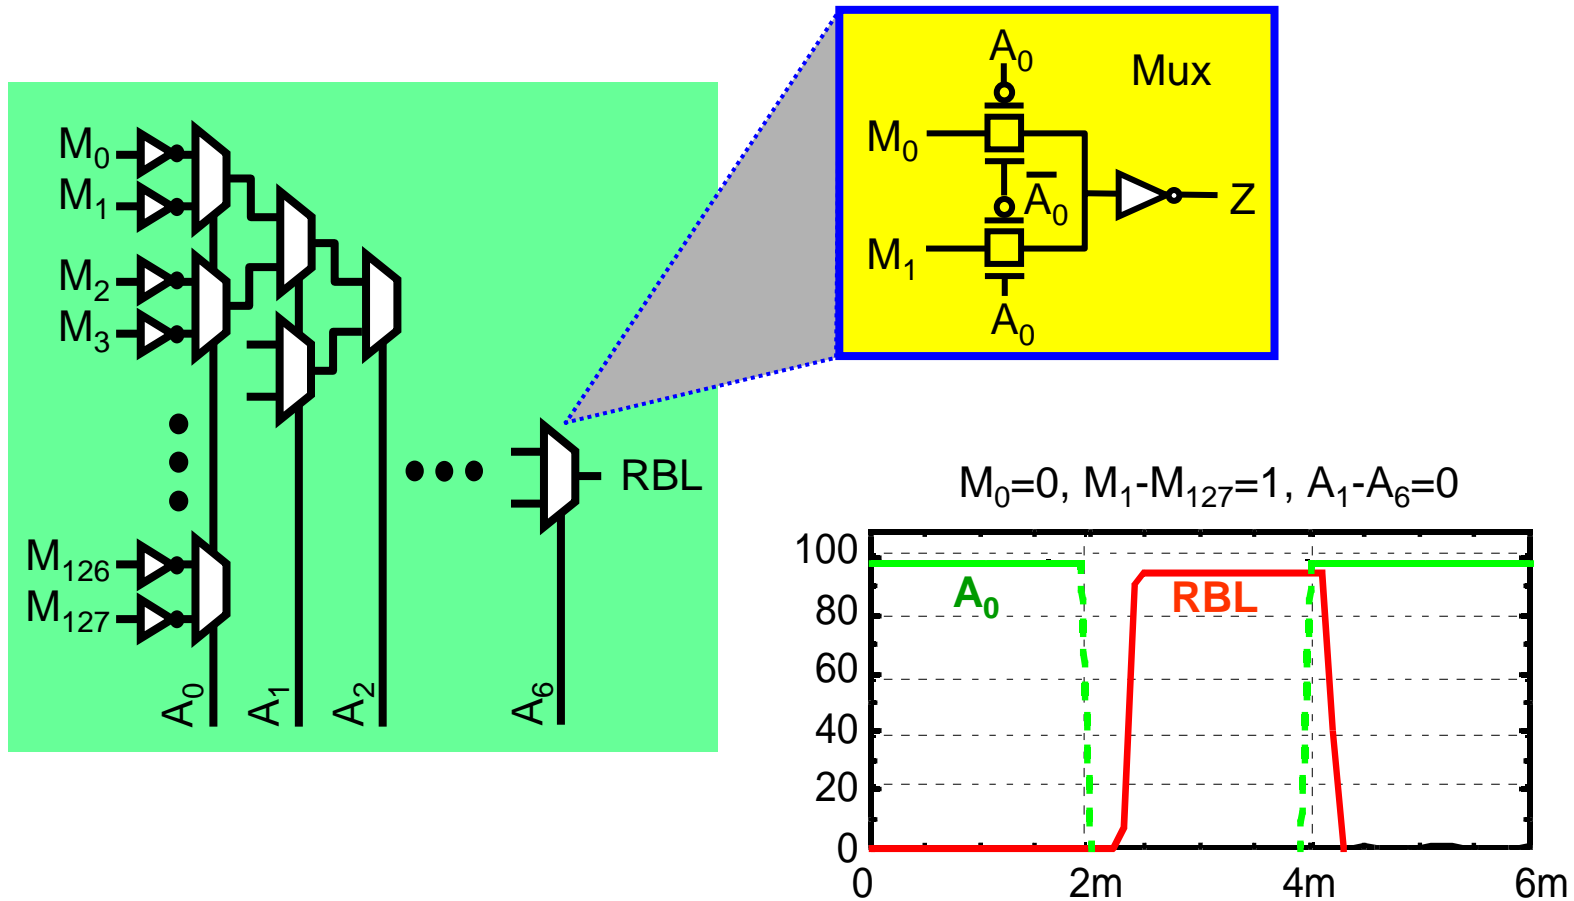 M₀
M₁
M₂
M₃
M₁₂₆
M₁₂₇
A₀
A₁
A₂
A₆
RBL
A₀
Mux
M₀
A̅₀
Z
M₁
A₀
M₀=0, M₁-M₁₂₇=1, A₁-A₆=0
100
80
60
40
20
0
A₀
RBL
0 2m 4m 6m